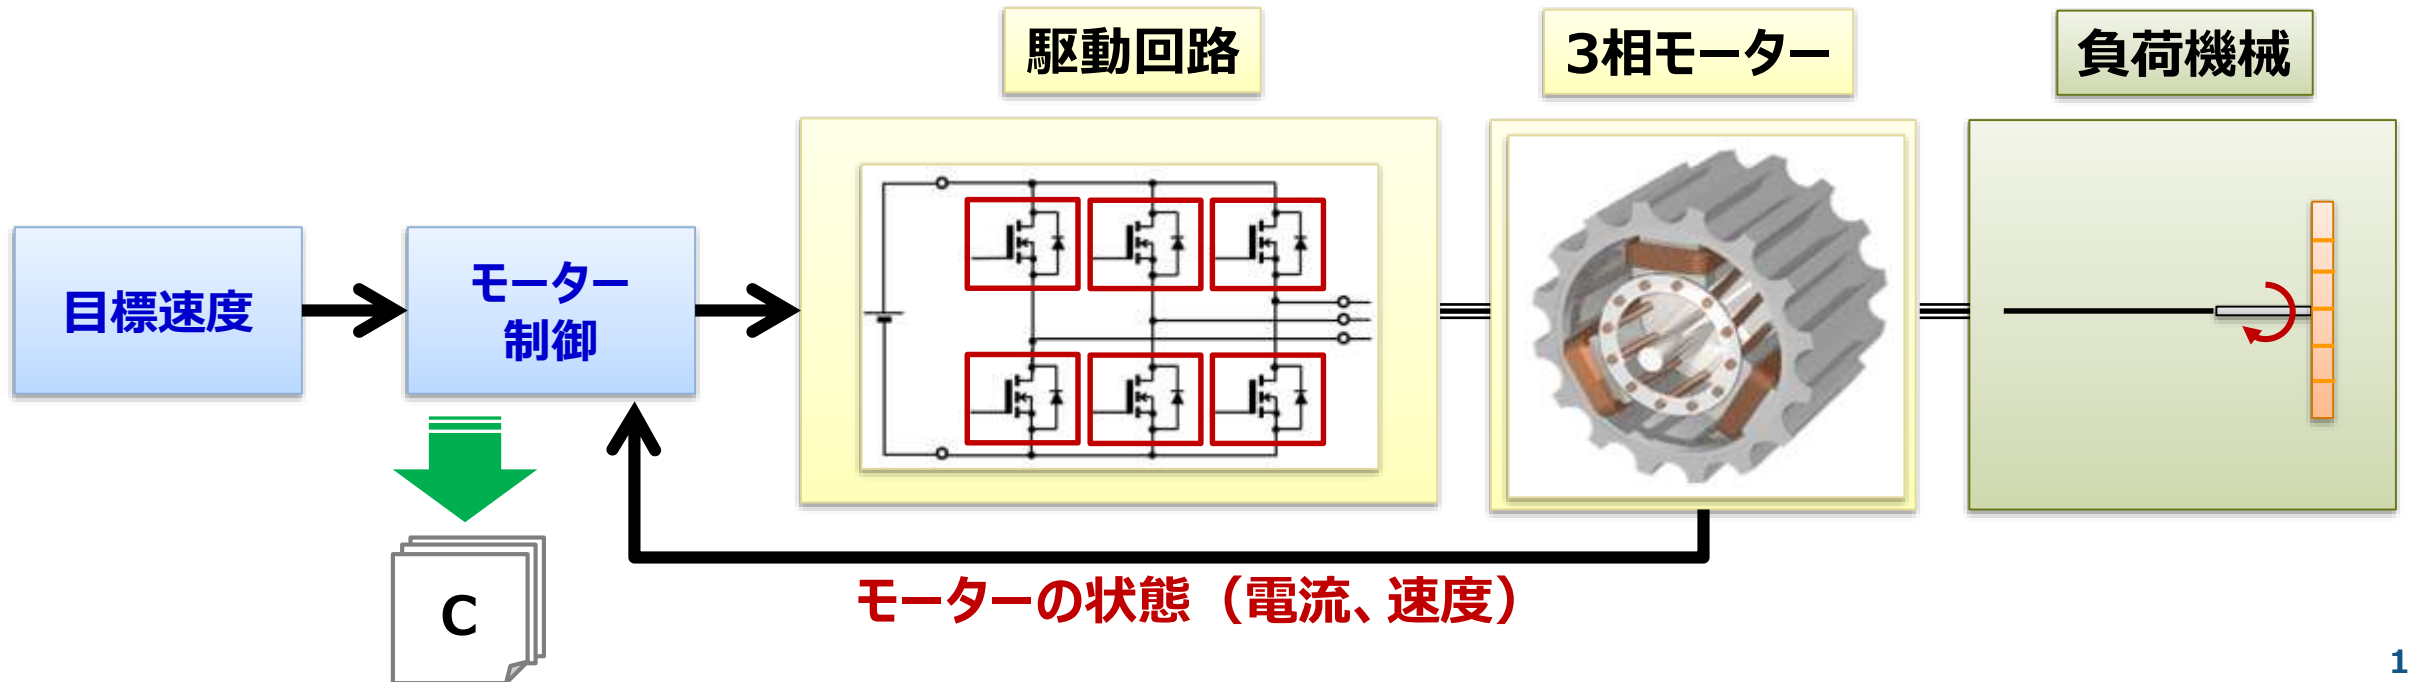 駆動回路
3相モーター
負荷機械
目標速度
モーター
制御
モーターの状態（電流、速度）
C
1